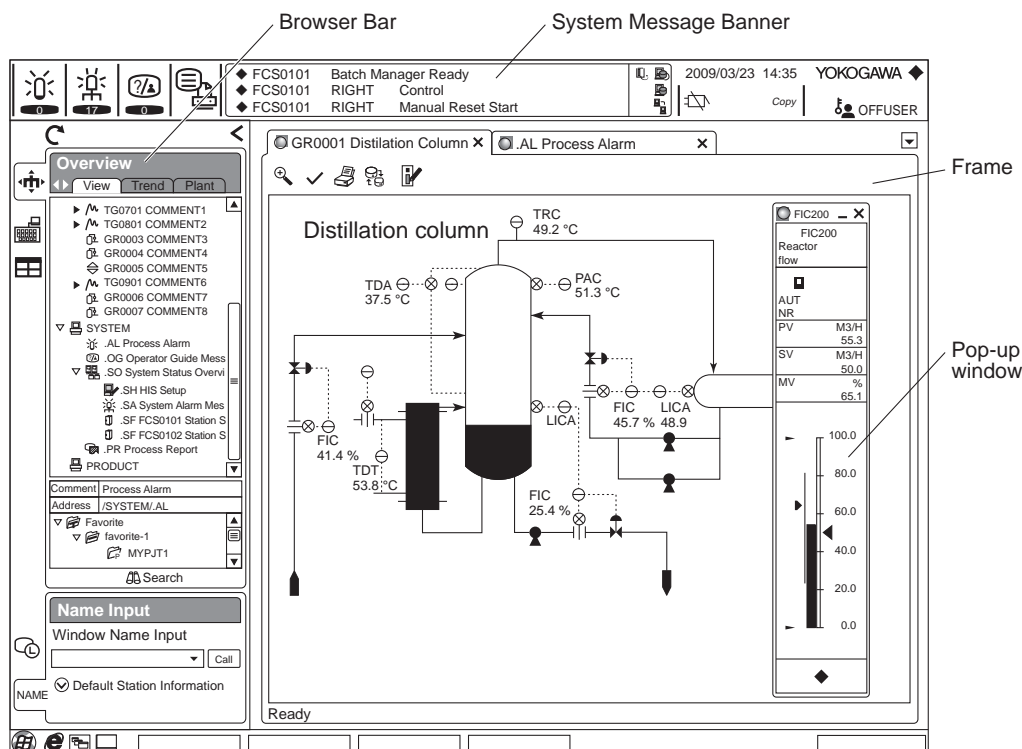 Browser Bar
System Message Banner
0
17
0
FCS0101 Batch Manager Ready
FCS0101 RIGHT Control
FCS0101 RIGHT Manual Reset Start
2009/03/23 14:35
YOKOGAWA
Copy
OFFUSER
Overview
View Trend Plant
TG0701 COMMENT1
TG0801 COMMENT2
GR0003 COMMENT3
GR0004 COMMENT4
GR0005 COMMENT5
TG0901 COMMENT6
GR0006 COMMENT7
GR0007 COMMENT8
SYSTEM
.AL Process Alarm
.OG Operator Guide Mess
.SO System Status Overvi
.SH HIS Setup
.SA System Alarm Mes
.SF FCS0101 Station S
.SF FCS0102 Station S
.PR Process Report
PRODUCT
Comment Process Alarm
Address /SYSTEM/.AL
Favorite
favorite-1
MYPJT1
Search
Name Input
Window Name Input
Call
Default Station Information
NAME
GR0001 Distilation Column
.AL Process Alarm
Frame
Distillation column
TRC
49.2 °C
TDA
37.5 °C
PAC
51.3 °C
FIC
41.4 %
TDT
53.8 °C
LICA
FIC
45.7 %
LICA
48.9
FIC
25.4 %
FIC200
FIC200
Reactor
flow
AUT
NR
PV M3/H
55.3
SV M3/H
50.0
MV %
65.1
100.0
80.0
60.0
40.0
20.0
0.0
Pop-up
window
Ready